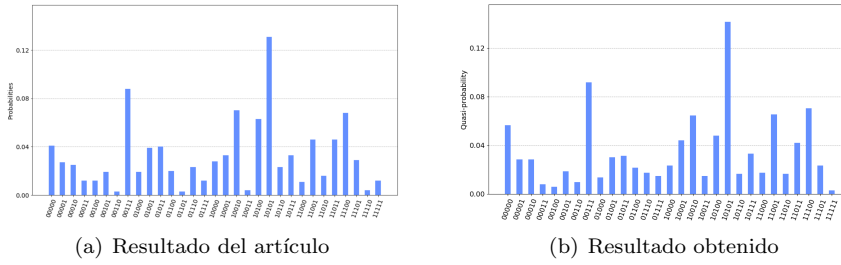 Probabilities
0.12
0.08
0.04
0.00
00000 00001 00010 00011 00100 00101 00110 00111 01000 01001 01011 01100 01101 01110 01111 10000 10001 10010 10011 10100 10101 10110 10111 11000 11001 11010 11011 11100 11101 11110 11111
(a) Resultado del artículo
Quasi-probability
0.12
0.08
0.04
0.00
00000 00001 00010 00011 00100 00101 00110 00111 01000 01001 01011 01100 01110 01111 10000 10001 10010 10011 10100 10101 10110 10111 11000 11001 11010 11011 11100 11101 11111
(b) Resultado obtenido